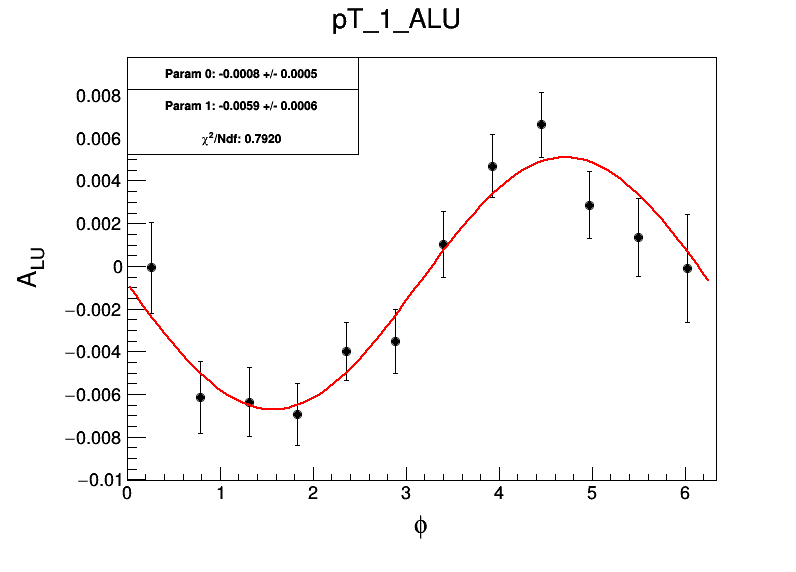 pT_1_ALU
Param 0: -0.0008 +/- 0.0005
Param 1: -0.0059 +/- 0.0006
χ²/Ndf: 0.7920
0.008
0.006
0.004
0.002
0
−0.002
−0.004
−0.006
−0.008
−0.01
A_LU
0 1 2 3 4 5 6
ϕ